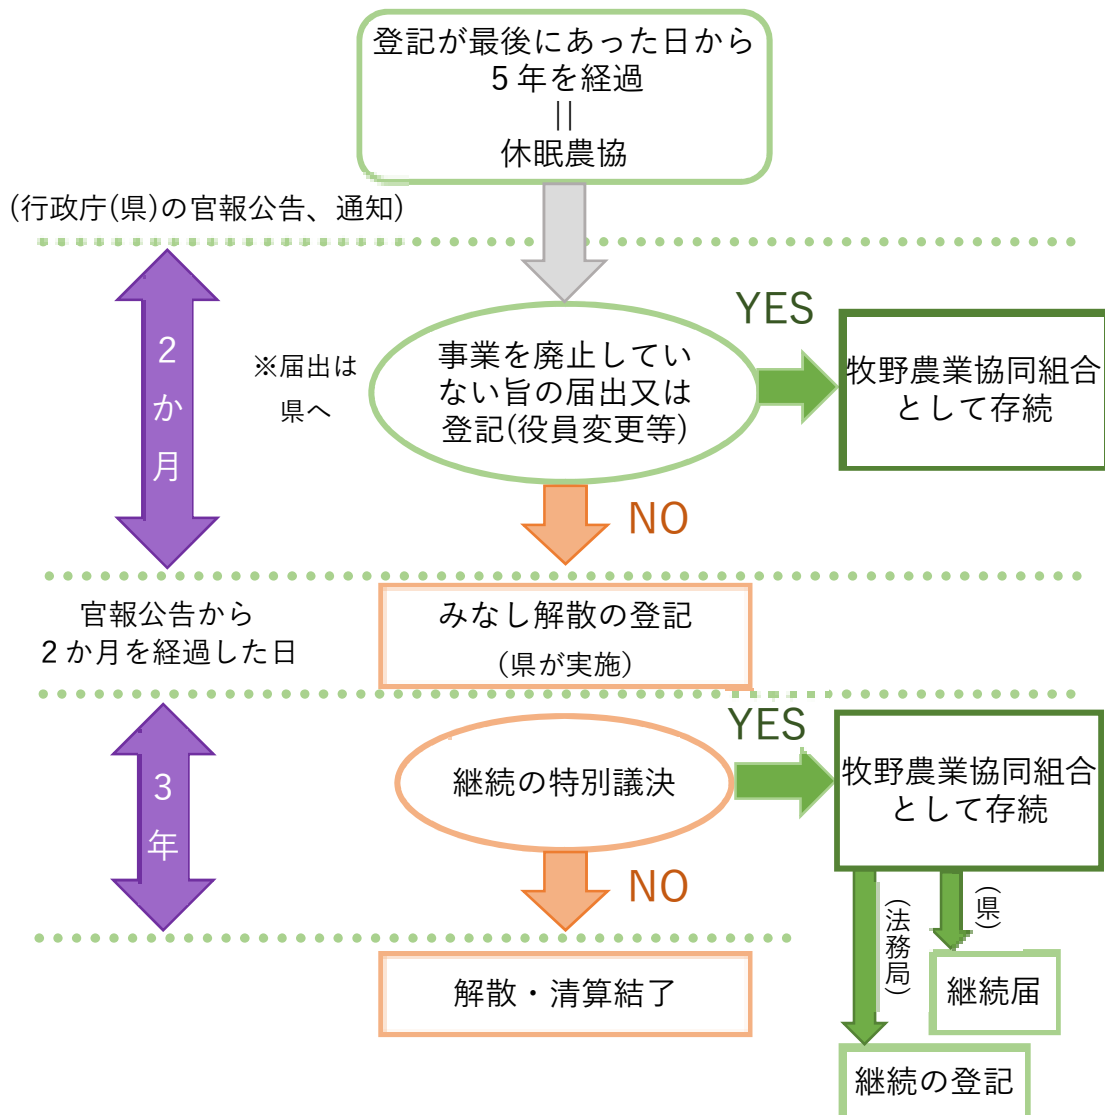 登記が最後にあった日から
5年を経過
||
休眠農協
(行政庁(県)の官報公告、通知)
2か月
※届出は
県へ
事業を廃止してい
ない旨の届出又は
登記(役員変更等)
YES
牧野農業協同組合
として存続
NO
官報公告から
2か月を経過した日
みなし解散の登記
(県が実施)
3年
継続の特別議決
YES
牧野農業協同組合
として存続
NO
(法務局)
(県)
解散・清算結了
継続届
継続の登記